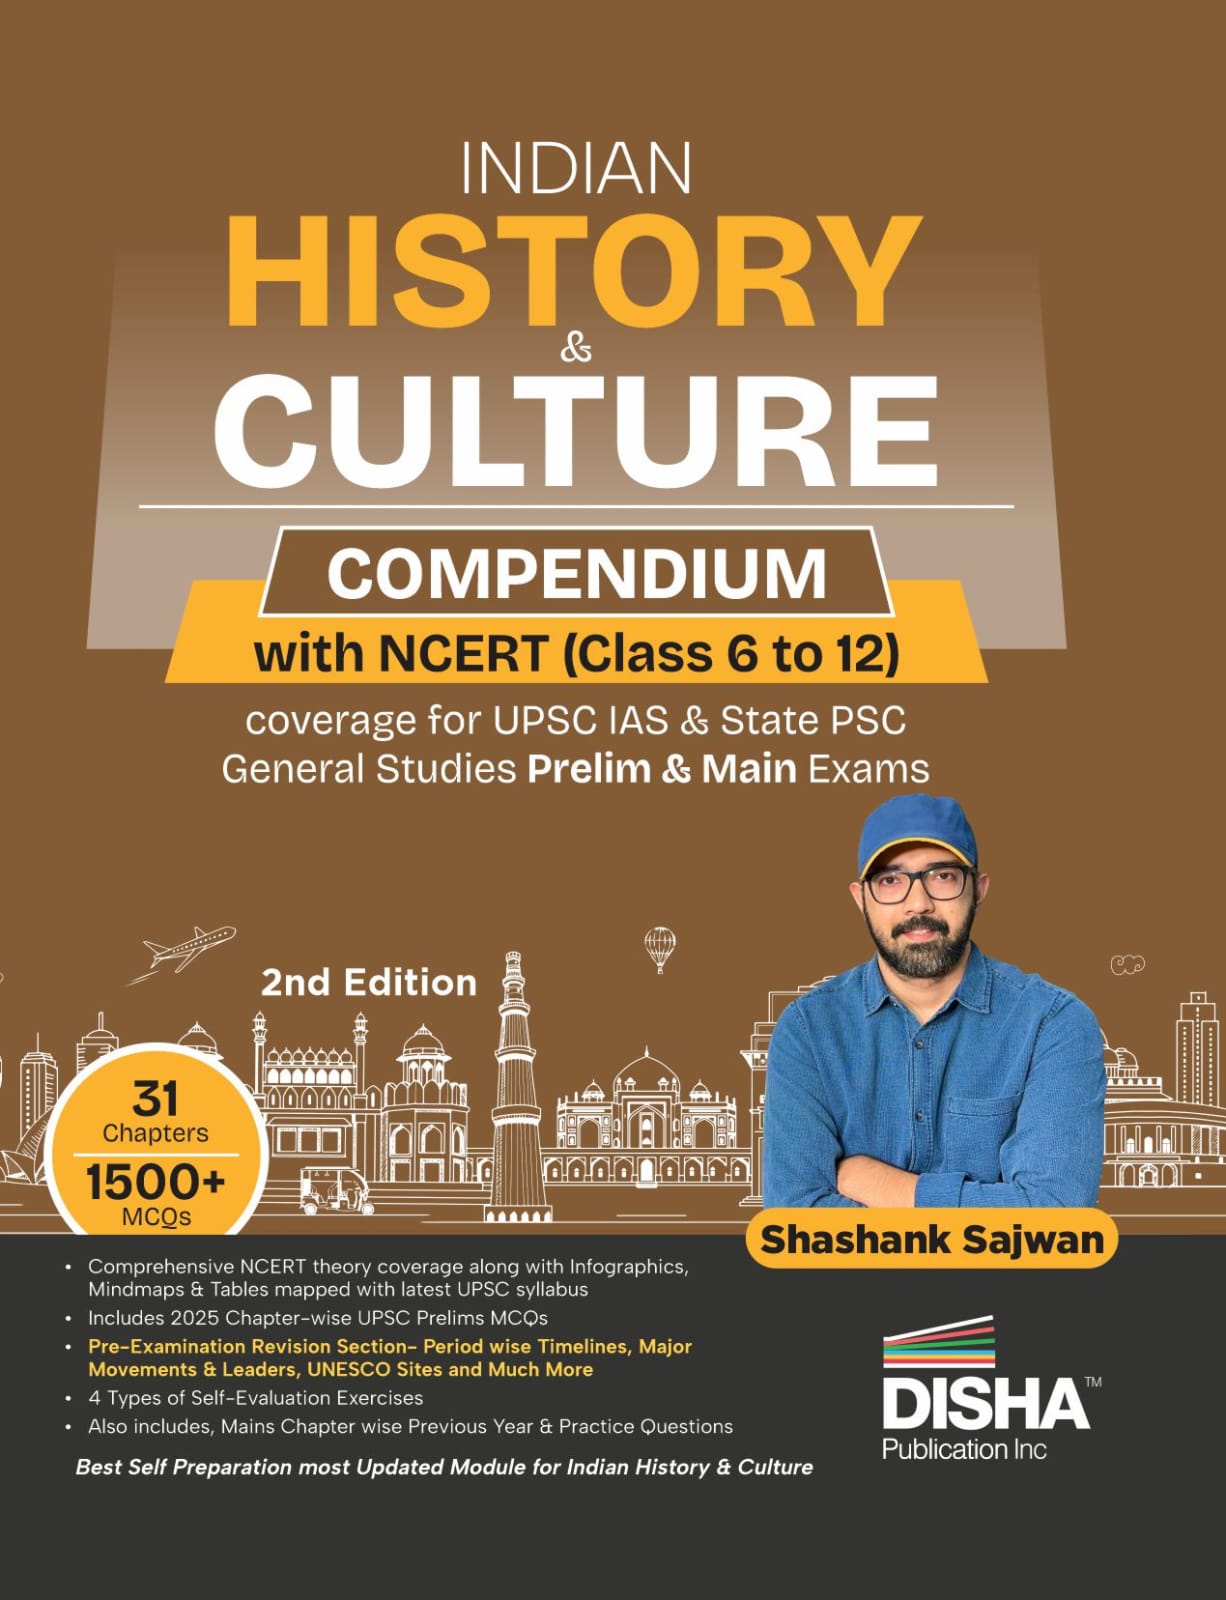 INDIAN
HISTORY
&
CULTURE
COMPENDIUM
with NCERT (Class 6 to 12)
coverage for UPSC IAS & State PSC
General Studies Prelim & Main Exams
2nd Edition
31
Chapters
1500+
MCQs
Shashank Sajwan
• Comprehensive NCERT theory coverage along with Infographics,
Mindmaps & Tables mapped with latest UPSC syllabus
• Includes 2025 Chapter-wise UPSC Prelims MCQs
• Pre-Examination Revision Section- Period wise Timelines, Major
Movements & Leaders, UNESCO Sites and Much More
• 4 Types of Self-Evaluation Exercises
• Also includes, Mains Chapter wise Previous Year & Practice Questions
Best Self Preparation most Updated Module for Indian History & Culture
DISHA™
Publication Inc